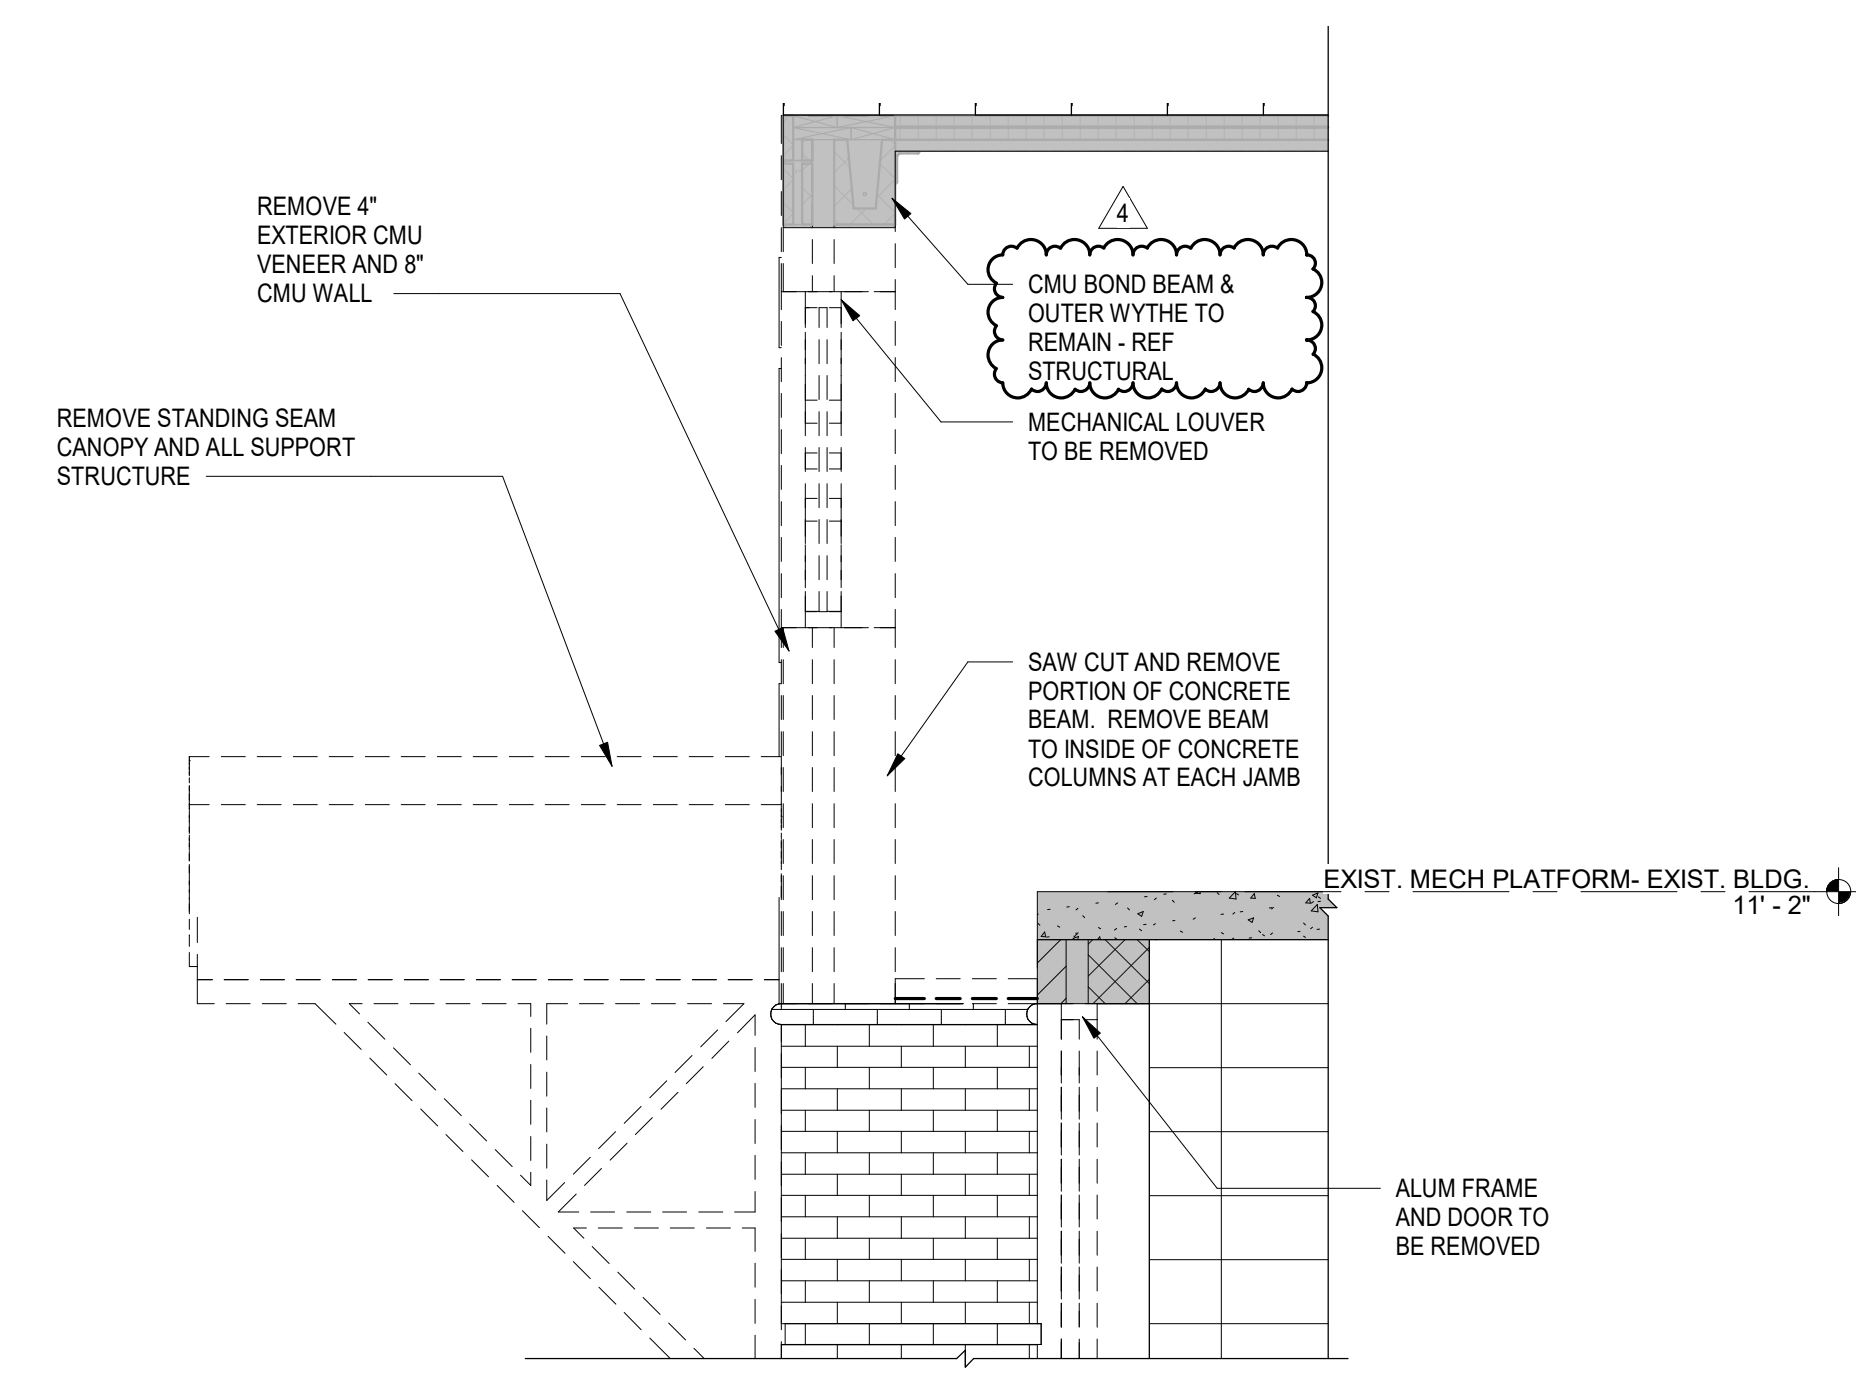 REMOVE 4"
EXTERIOR CMU
VENEER AND 8"
CMU WALL
REMOVE STANDING SEAM
CANOPY AND ALL SUPPORT
STRUCTURE
4
CMU BOND BEAM &
OUTER WYTHE TO
REMAIN - REF
STRUCTURAL
MECHANICAL LOUVER
TO BE REMOVED
SAW CUT AND REMOVE
PORTION OF CONCRETE
BEAM. REMOVE BEAM
TO INSIDE OF CONCRETE
COLUMNS AT EACH JAMB
EXIST. MECH PLATFORM- EXIST. BLDG.
11' - 2"
ALUM FRAME
AND DOOR TO
BE REMOVED